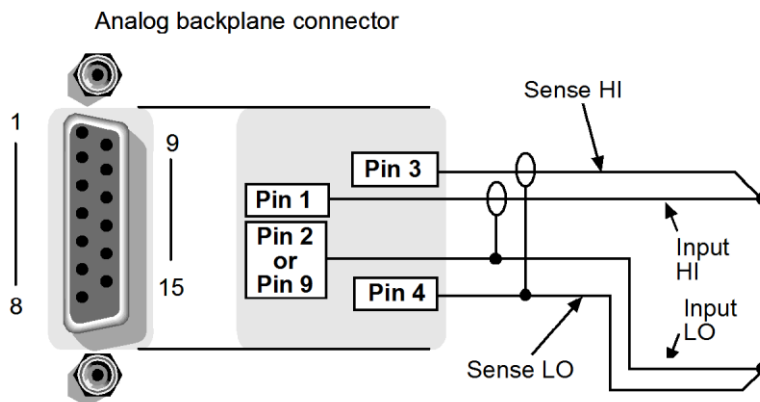 Analog backplane connector
1
8
9
15
Pin 3
Pin 1
Pin 2
or
Pin 9
Pin 4
Sense HI
Input
HI
Input
LO
Sense LO